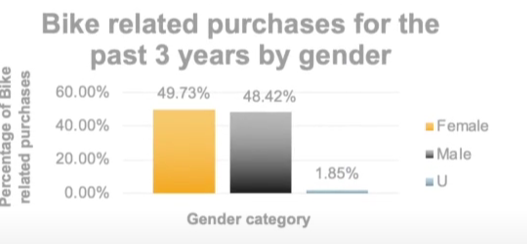 Bike related purchases for the
past 3 years by gender
Percentage of Bike
related purchases
60.00%
40.00%
20.00%
0.00%
49.73%
48.42%
1.85%
Female
Male
U
Gender category